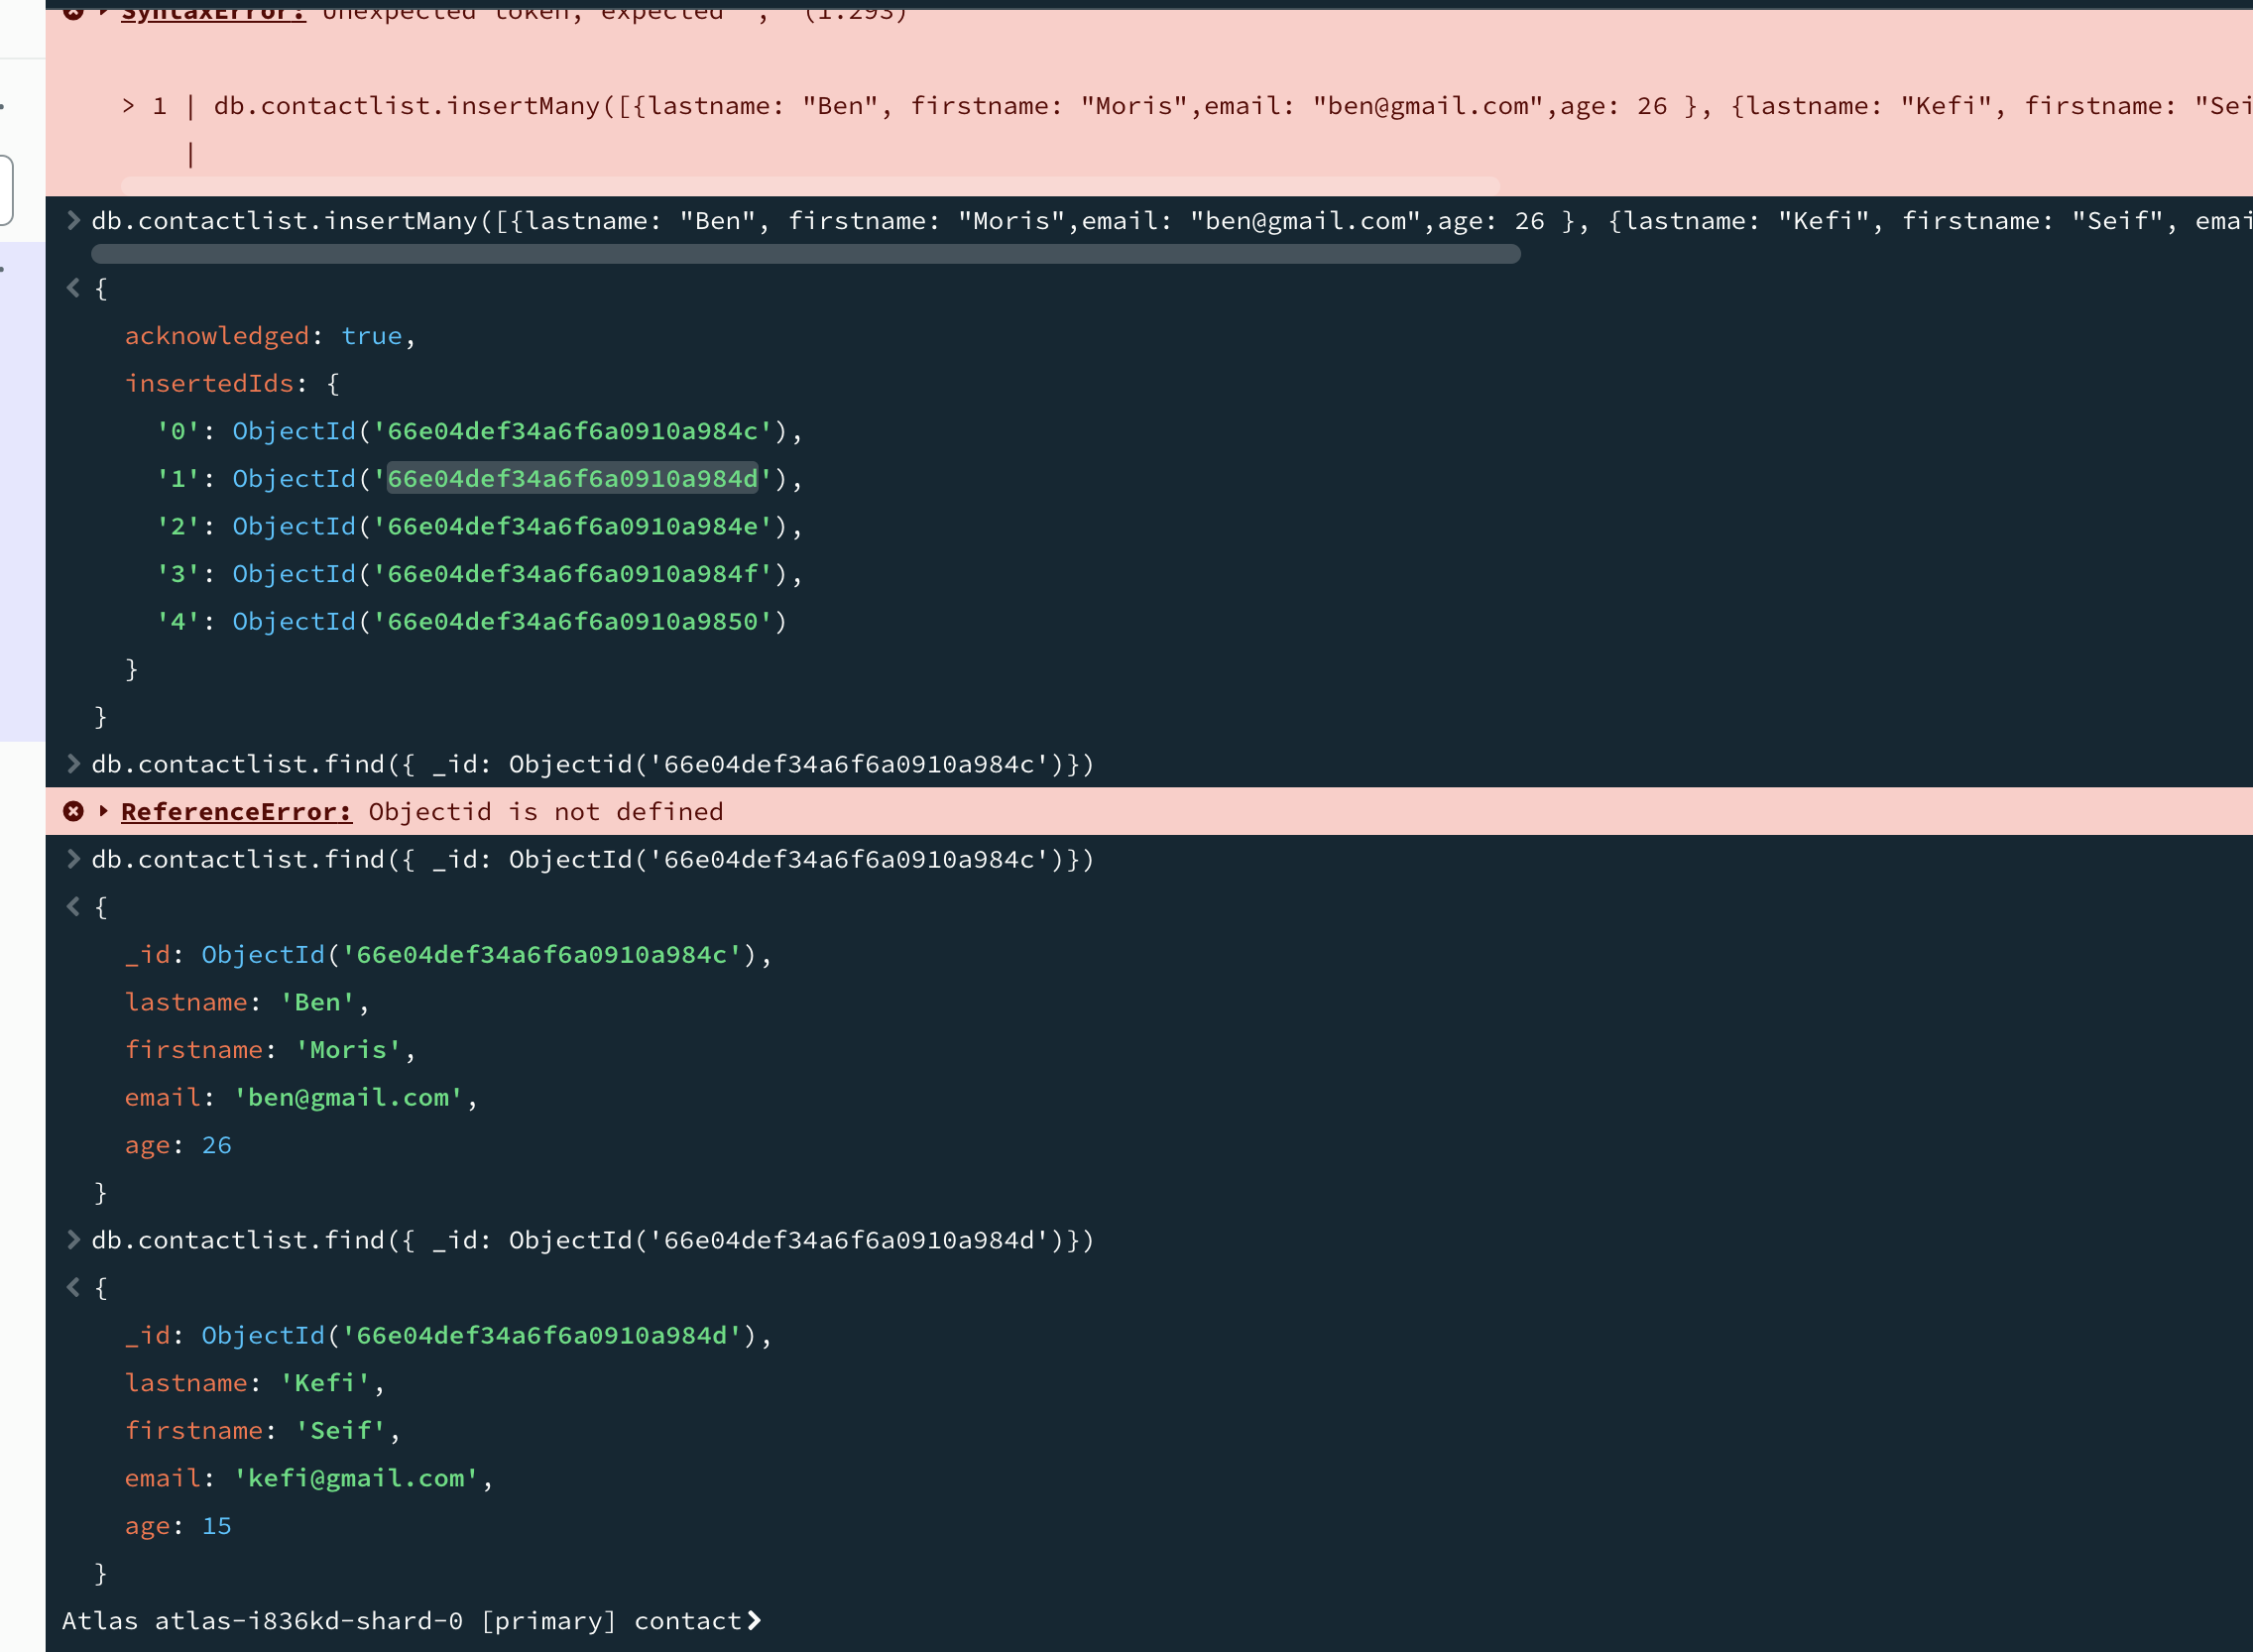 SyntaxError: Unexpected token, expected "," (1:293)
> 1 | db.contactlist.insertMany([{lastname: "Ben", firstname: "Moris",email: "ben@gmail.com",age: 26 }, {lastname: "Kefi", firstname: "Sei
|
db.contactlist.insertMany([{lastname: "Ben", firstname: "Moris",email: "ben@gmail.com",age: 26 }, {lastname: "Kefi", firstname: "Seif", emai
{
acknowledged: true,
insertedIds: {
'0': ObjectId('66e04def34a6f6a0910a984c'),
'1': ObjectId('66e04def34a6f6a0910a984d'),
'2': ObjectId('66e04def34a6f6a0910a984e'),
'3': ObjectId('66e04def34a6f6a0910a984f'),
'4': ObjectId('66e04def34a6f6a0910a9850')
}
}
db.contactlist.find({ _id: Objectid('66e04def34a6f6a0910a984c')})
ReferenceError: Objectid is not defined
db.contactlist.find({ _id: ObjectId('66e04def34a6f6a0910a984c')})
{
_id: ObjectId('66e04def34a6f6a0910a984c'),
lastname: 'Ben',
firstname: 'Moris',
email: 'ben@gmail.com',
age: 26
}
db.contactlist.find({ _id: ObjectId('66e04def34a6f6a0910a984d')})
{
_id: ObjectId('66e04def34a6f6a0910a984d'),
lastname: 'Kefi',
firstname: 'Seif',
email: 'kefi@gmail.com',
age: 15
}
Atlas atlas-i836kd-shard-0 [primary] contact>